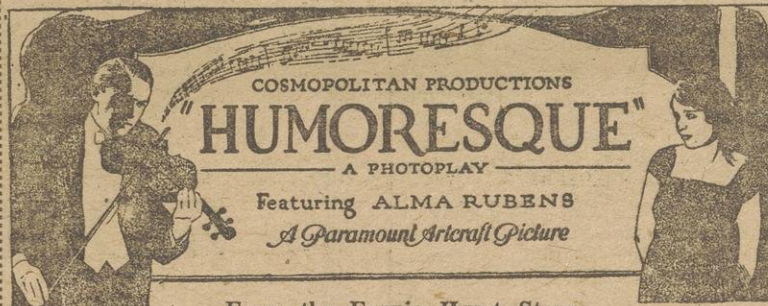 COSMOPOLITAN PRODUCTIONS
"HUMORESQUE"
A PHOTOPLAY
Featuring ALMA RUBENS
A Paramount Artcraft Picture